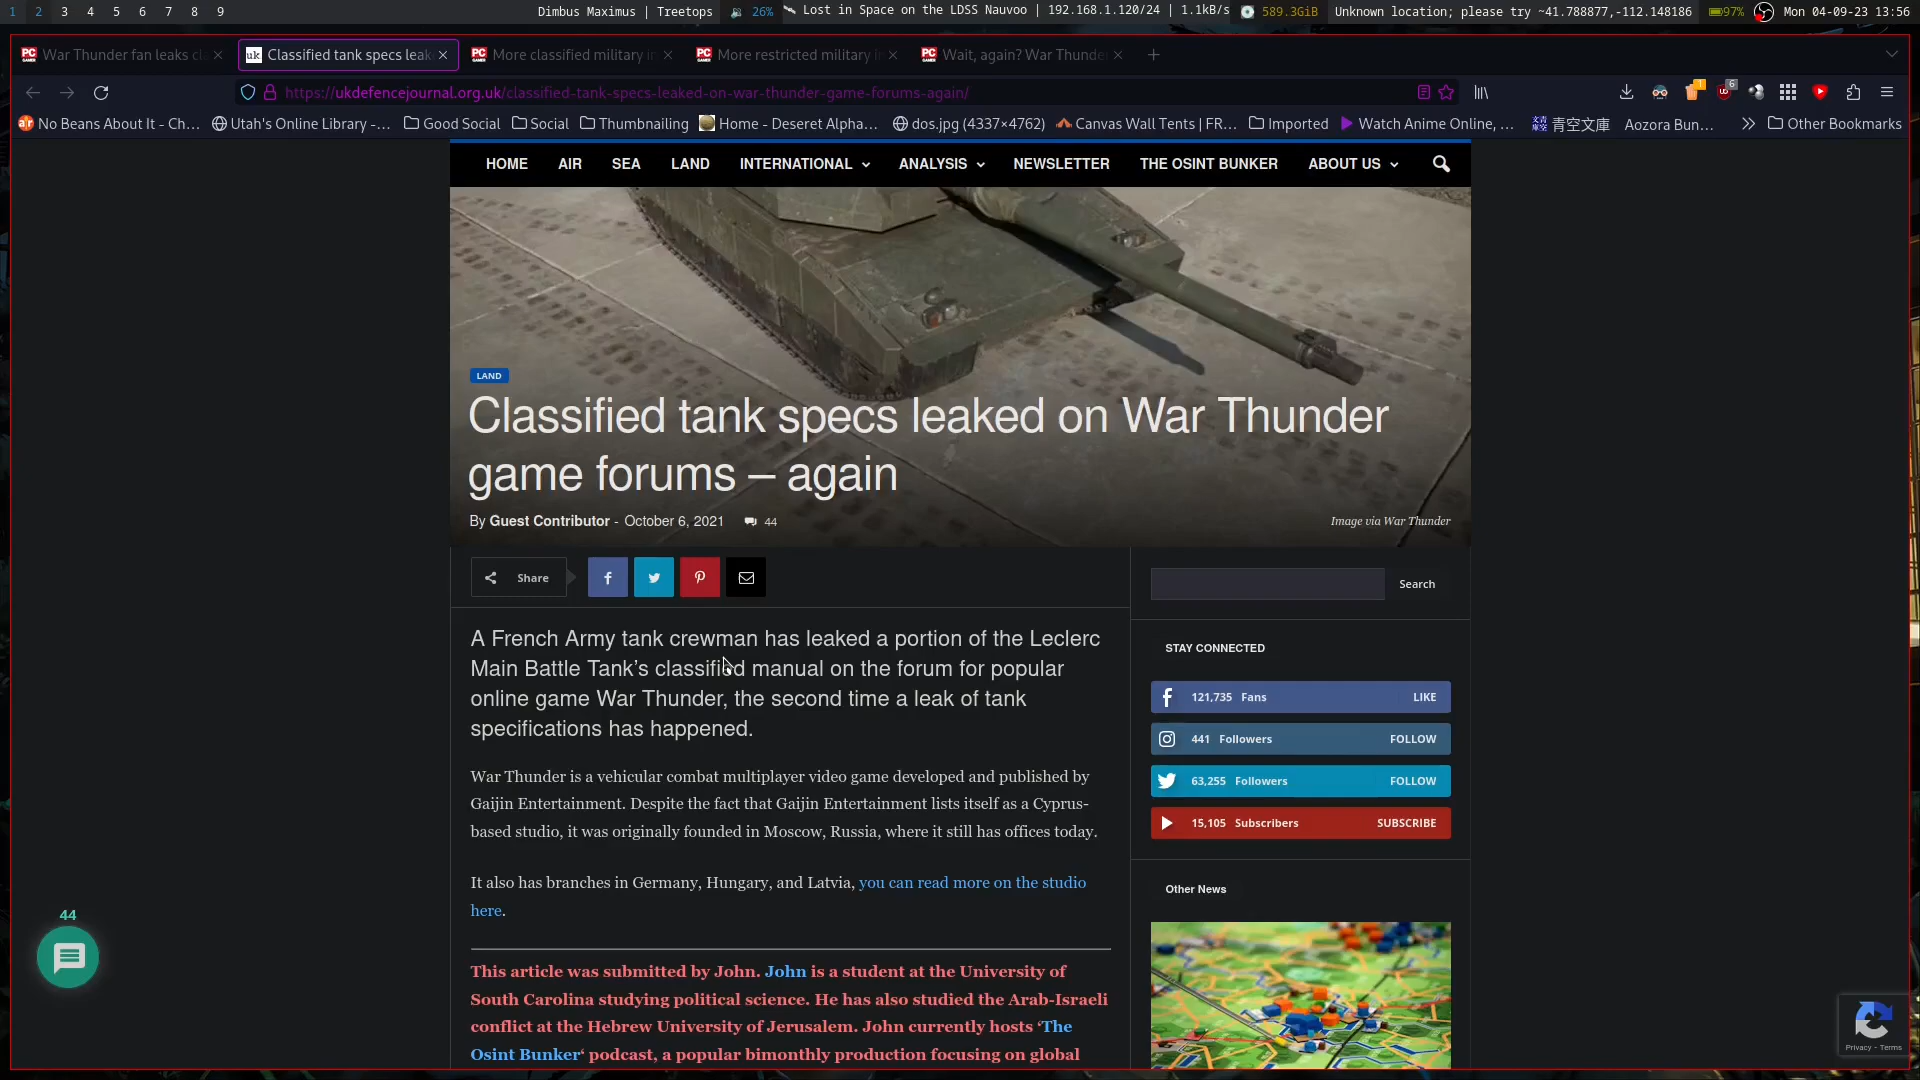 1 2 3 4 5 6 7 8 9
Dimbus Maximus | Treetops
26%
Lost in Space on the LDSS Nauvoo | 192.168.1.120/24 | 1.1kB/s
589.3GiB
Unknown location; please try ~41.788877,-112.148186
97%
Mon 04-09-23 13:56
War Thunder fan leaks cl
Classified tank specs leak
More classified military in
More restricted military in
Wait, again? War Thunde
https://ukdefencejournal.org.uk/classified-tank-specs-leaked-on-war-thunder-game-forums-again/
No Beans About It - Ch...
Utah's Online Library -...
Good Social
Social
Thumbnailing
Home - Deseret Alpha...
dos.jpg (4337×4762)
Canvas Wall Tents | FR...
Imported
Watch Anime Online, ...
青空文庫
Aozora Bun...
Other Bookmarks
HOME AIR SEA LAND INTERNATIONAL ANALYSIS NEWSLETTER THE OSINT BUNKER ABOUT US
LAND
Classified tank specs leaked on War Thunder
game forums – again
By Guest Contributor - October 6, 2021 44
Image via War Thunder
Share
Search
A French Army tank crewman has leaked a portion of the Leclerc
Main Battle Tank’s classified manual on the forum for popular
online game War Thunder, the second time a leak of tank
specifications has happened.
War Thunder is a vehicular combat multiplayer video game developed and published by
Gaijin Entertainment. Despite the fact that Gaijin Entertainment lists itself as a Cyprus-
based studio, it was originally founded in Moscow, Russia, where it still has offices today.
It also has branches in Germany, Hungary, and Latvia, you can read more on the studio
here.
This article was submitted by John. John is a student at the University of
South Carolina studying political science. He has also studied the Arab-Israeli
conflict at the Hebrew University of Jerusalem. John currently hosts ‘The
Osint Bunker‘ podcast, a popular bimonthly production focusing on global
STAY CONNECTED
121,735 Fans LIKE
441 Followers FOLLOW
63,255 Followers FOLLOW
15,105 Subscribers SUBSCRIBE
Other News
44
Privacy - Terms